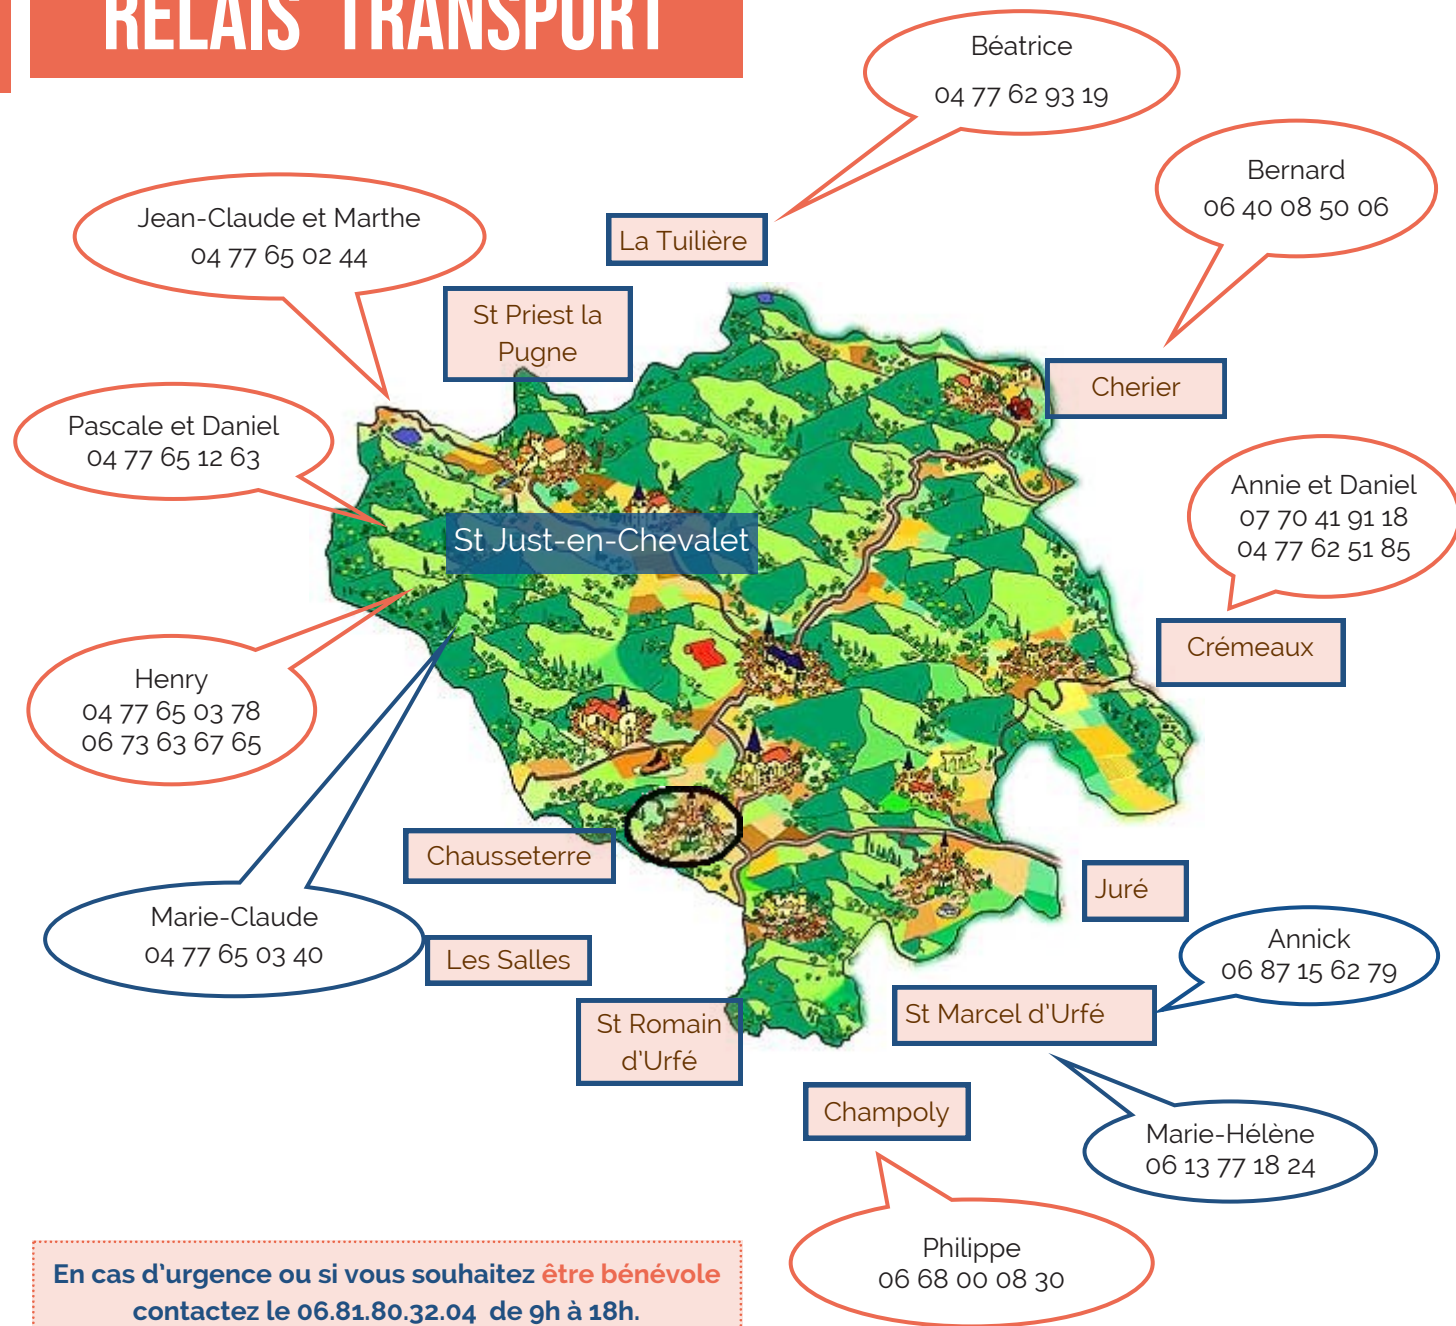 RELAIS TRANSPORT
Béatrice
04 77 62 93 19
Bernard
06 40 08 50 06
Jean-Claude et Marthe
04 77 65 02 44
La Tuilière
St Priest la
Pugne
Cherier
Pascale et Daniel
04 77 65 12 63
Annie et Daniel
07 70 41 91 18
04 77 62 51 85
St Just-en-Chevalet
Crémeaux
Henry
04 77 65 03 78
06 73 63 67 65
Chausseterre
Juré
Marie-Claude
04 77 65 03 40
Les Salles
Annick
06 87 15 62 79
St Marcel d'Urfé
St Romain
d'Urfé
Champoly
Marie-Hélène
06 13 77 18 24
Philippe
06 68 00 08 30
En cas d'urgence ou si vous souhaitez être bénévole
contactez le 06.81.80.32.04 de 9h à 18h.